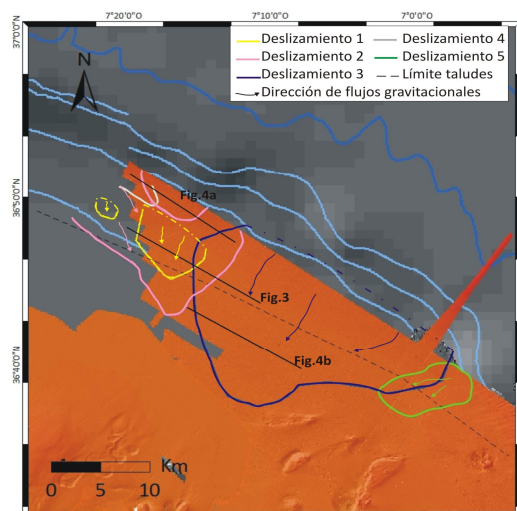 7°20'0"W 7°10'0"W 7°0'0"W
37°0'0"N
Deslizamiento 1 Deslizamiento 4
Deslizamiento 2 Deslizamiento 5
Deslizamiento 3 Límite taludes
Dirección de flujos gravitacionales
N
36°50'0"N
Fig.4a
Fig.3
Fig.4b
36°40'0"N
Km
0 5 10